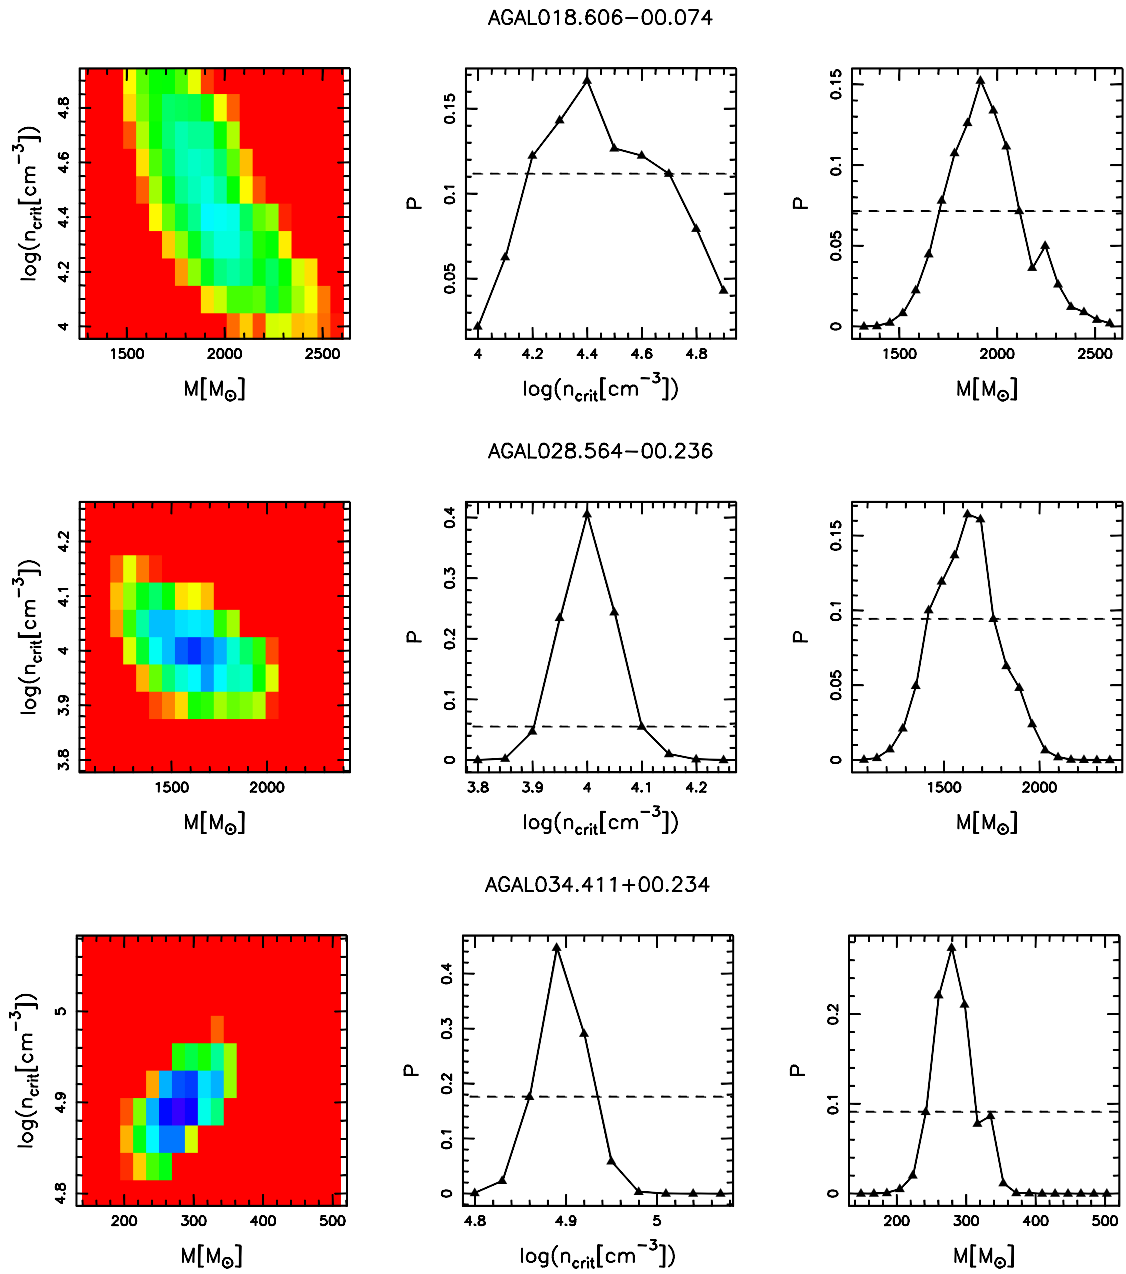 AGAL018.606−00.074
log(n_crit[cm^−3])
4 4.2 4.4 4.6 4.8
1500 2000 2500
M[M_⊙]
P
0.05 0.1 0.15
4 4.2 4.4 4.6 4.8
log(n_crit[cm^−3])
P
0 0.05 0.1 0.15
1500 2000 2500
M[M_⊙]
AGAL028.564−00.236
log(n_crit[cm^−3])
3.8 3.9 4 4.1 4.2
1500 2000
M[M_⊙]
P
0 0.1 0.2 0.3 0.4
3.8 3.9 4 4.1 4.2
log(n_crit[cm^−3])
P
0 0.05 0.1 0.15
1500 2000
M[M_⊙]
AGAL034.411+00.234
log(n_crit[cm^−3])
4.8 4.9 5
200 300 400 500
M[M_⊙]
P
0 0.1 0.2 0.3 0.4
4.8 4.9 5
log(n_crit[cm^−3])
P
0 0.1 0.2
200 300 400 500
M[M_⊙]